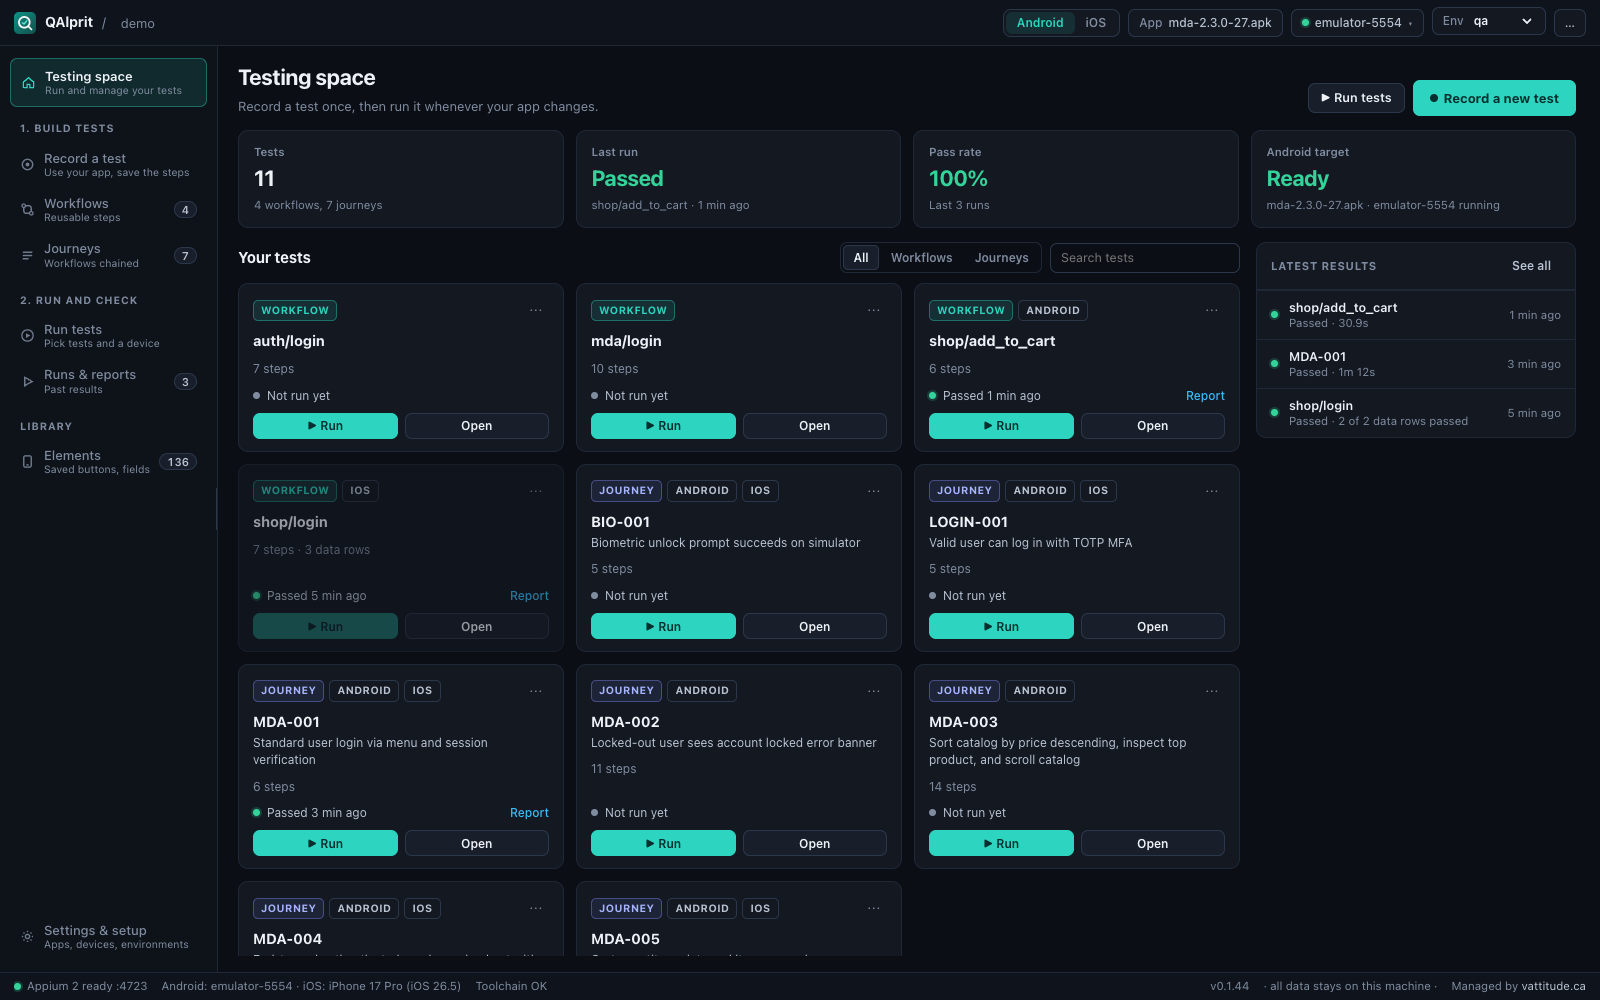 QAlprit / demo
Android iOS
App mda-2.3.0-27.apk
emulator-5554
Env qa
...
Testing space
Run and manage your tests
1. BUILD TESTS
Record a test
Use your app, save the steps
Workflows
Reusable steps
4
Journeys
Workflows chained
7
2. RUN AND CHECK
Run tests
Pick tests and a device
Runs & reports
Past results
3
LIBRARY
Elements
Saved buttons, fields
136
Settings & setup
Apps, devices, environments
Testing space
Record a test once, then run it whenever your app changes.
Run tests
Record a new test
Tests
11
4 workflows, 7 journeys
Last run
Passed
shop/add_to_cart · 1 min ago
Pass rate
100%
Last 3 runs
Android target
Ready
mda-2.3.0-27.apk · emulator-5554 running
Your tests
All Workflows Journeys
Search tests
WORKFLOW ...
auth/login
7 steps
Not run yet
Run Open
WORKFLOW ...
mda/login
10 steps
Not run yet
Run Open
WORKFLOW ANDROID ...
shop/add_to_cart
6 steps
Passed 1 min ago Report
Run Open
WORKFLOW IOS ...
shop/login
7 steps · 3 data rows
Passed 5 min ago Report
Run Open
JOURNEY ANDROID IOS ...
BIO-001
Biometric unlock prompt succeeds on simulator
5 steps
Not run yet
Run Open
JOURNEY ANDROID IOS ...
LOGIN-001
Valid user can log in with TOTP MFA
5 steps
Not run yet
Run Open
JOURNEY ANDROID IOS ...
MDA-001
Standard user login via menu and session
verification
6 steps
Passed 3 min ago Report
Run Open
JOURNEY ANDROID ...
MDA-002
Locked-out user sees account locked error banner
11 steps
Not run yet
Run Open
JOURNEY ANDROID ...
MDA-003
Sort catalog by price descending, inspect top
product, and scroll catalog
14 steps
Not run yet
Run Open
JOURNEY ANDROID IOS ...
MDA-004
JOURNEY ANDROID IOS ...
MDA-005
LATEST RESULTS See all
shop/add_to_cart
Passed · 30.9s
1 min ago
MDA-001
Passed · 1m 12s
3 min ago
shop/login
Passed · 2 of 2 data rows passed
5 min ago
Appium 2 ready :4723 Android: emulator-5554 · iOS: iPhone 17 Pro (iOS 26.5) Toolchain OK
v0.1.44 · all data stays on this machine · Managed by vattitude.ca